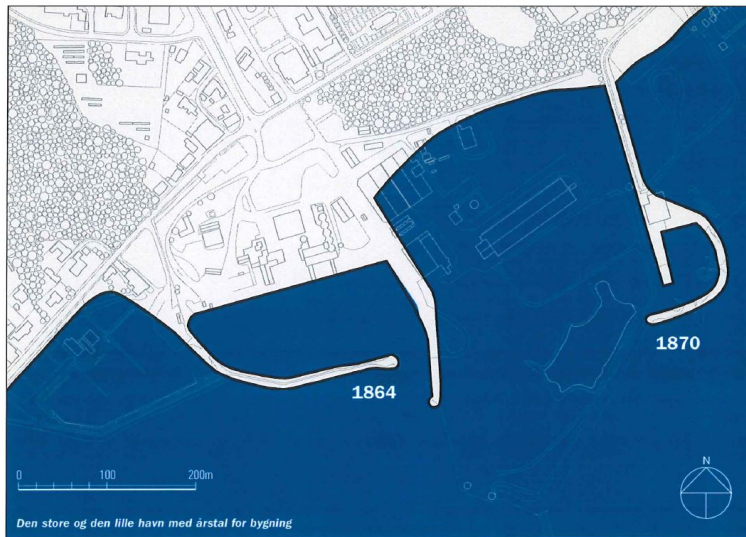 1864
1870
0 100 200m
N
Den store og den lille havn med årstal for bygning